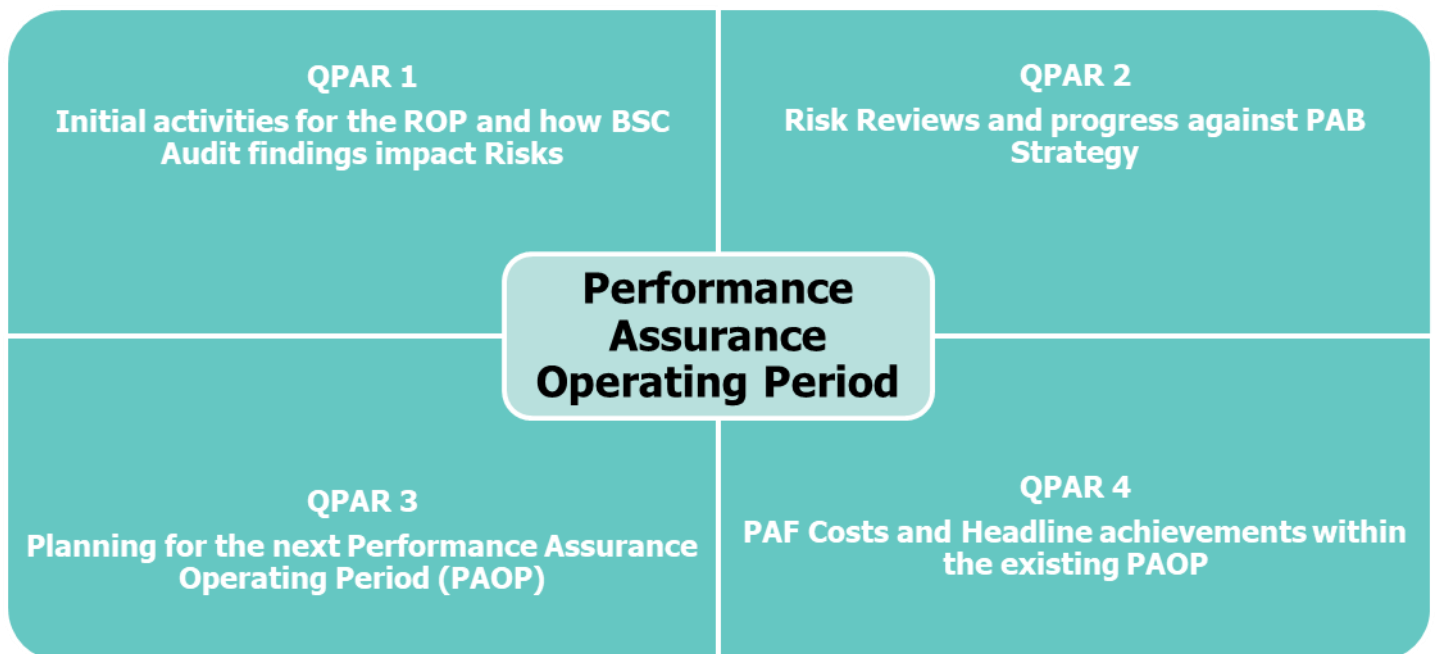 QPAR 1
Initial activities for the ROP and how BSC
Audit findings impact Risks
QPAR 2
Risk Reviews and progress against PAB
Strategy
Performance
Assurance
Operating Period
QPAR 3
Planning for the next Performance Assurance
Operating Period (PAOP)
QPAR 4
PAF Costs and Headline achievements within
the existing PAOP